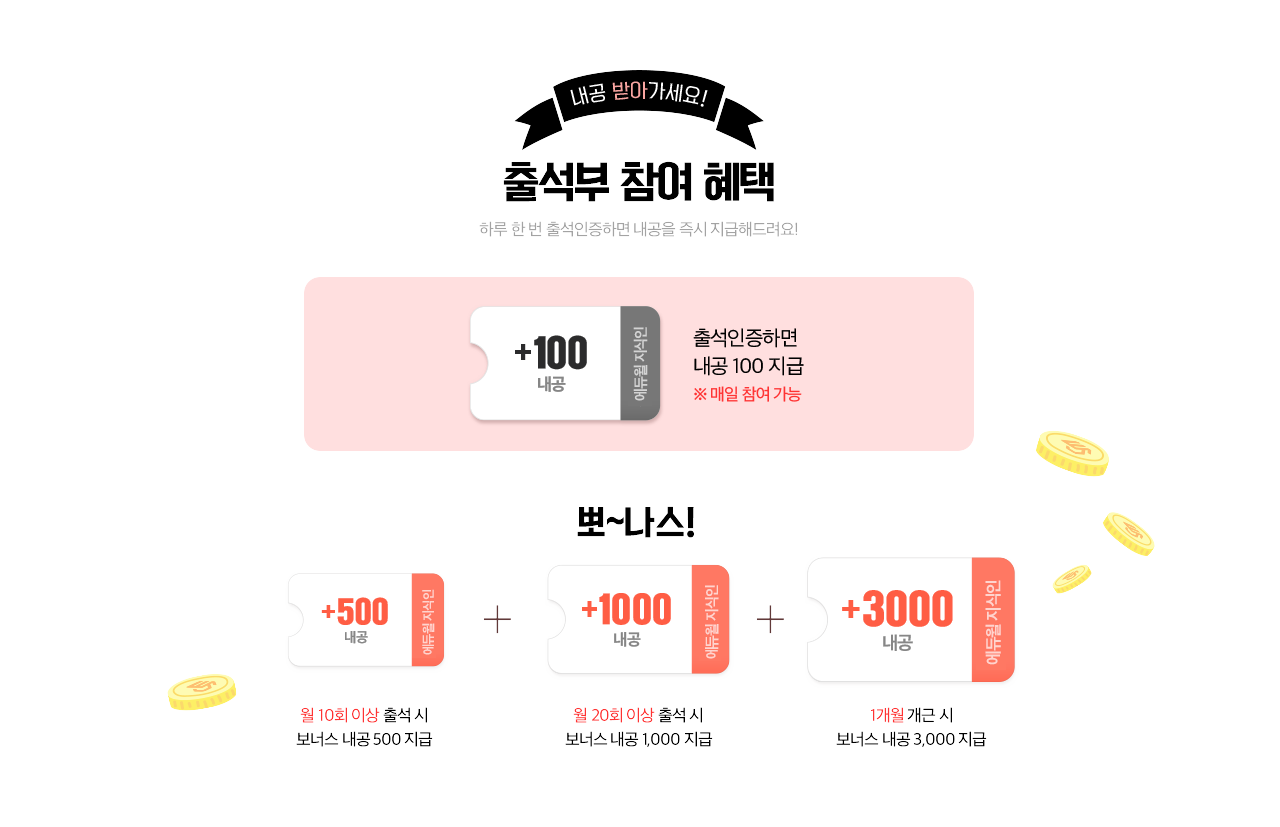 내공 받아가세요!
출석부 참여 혜택
하루 한 번 출석인증하면 내공을 즉시 지급해드려요!
+100
내공
에듀윌 지식인
출석인증하면
내공 100 지급
※ 매일 참여 가능
뽀~나스!
+500
내공
에듀윌 지식인
+
+1000
내공
에듀윌 지식인
+
+3000
내공
에듀윌 지식인
월 10회 이상 출석 시
보너스 내공 500 지급
월 20회 이상 출석 시
보너스 내공 1,000 지급
1개월 개근 시
보너스 내공 3,000 지급